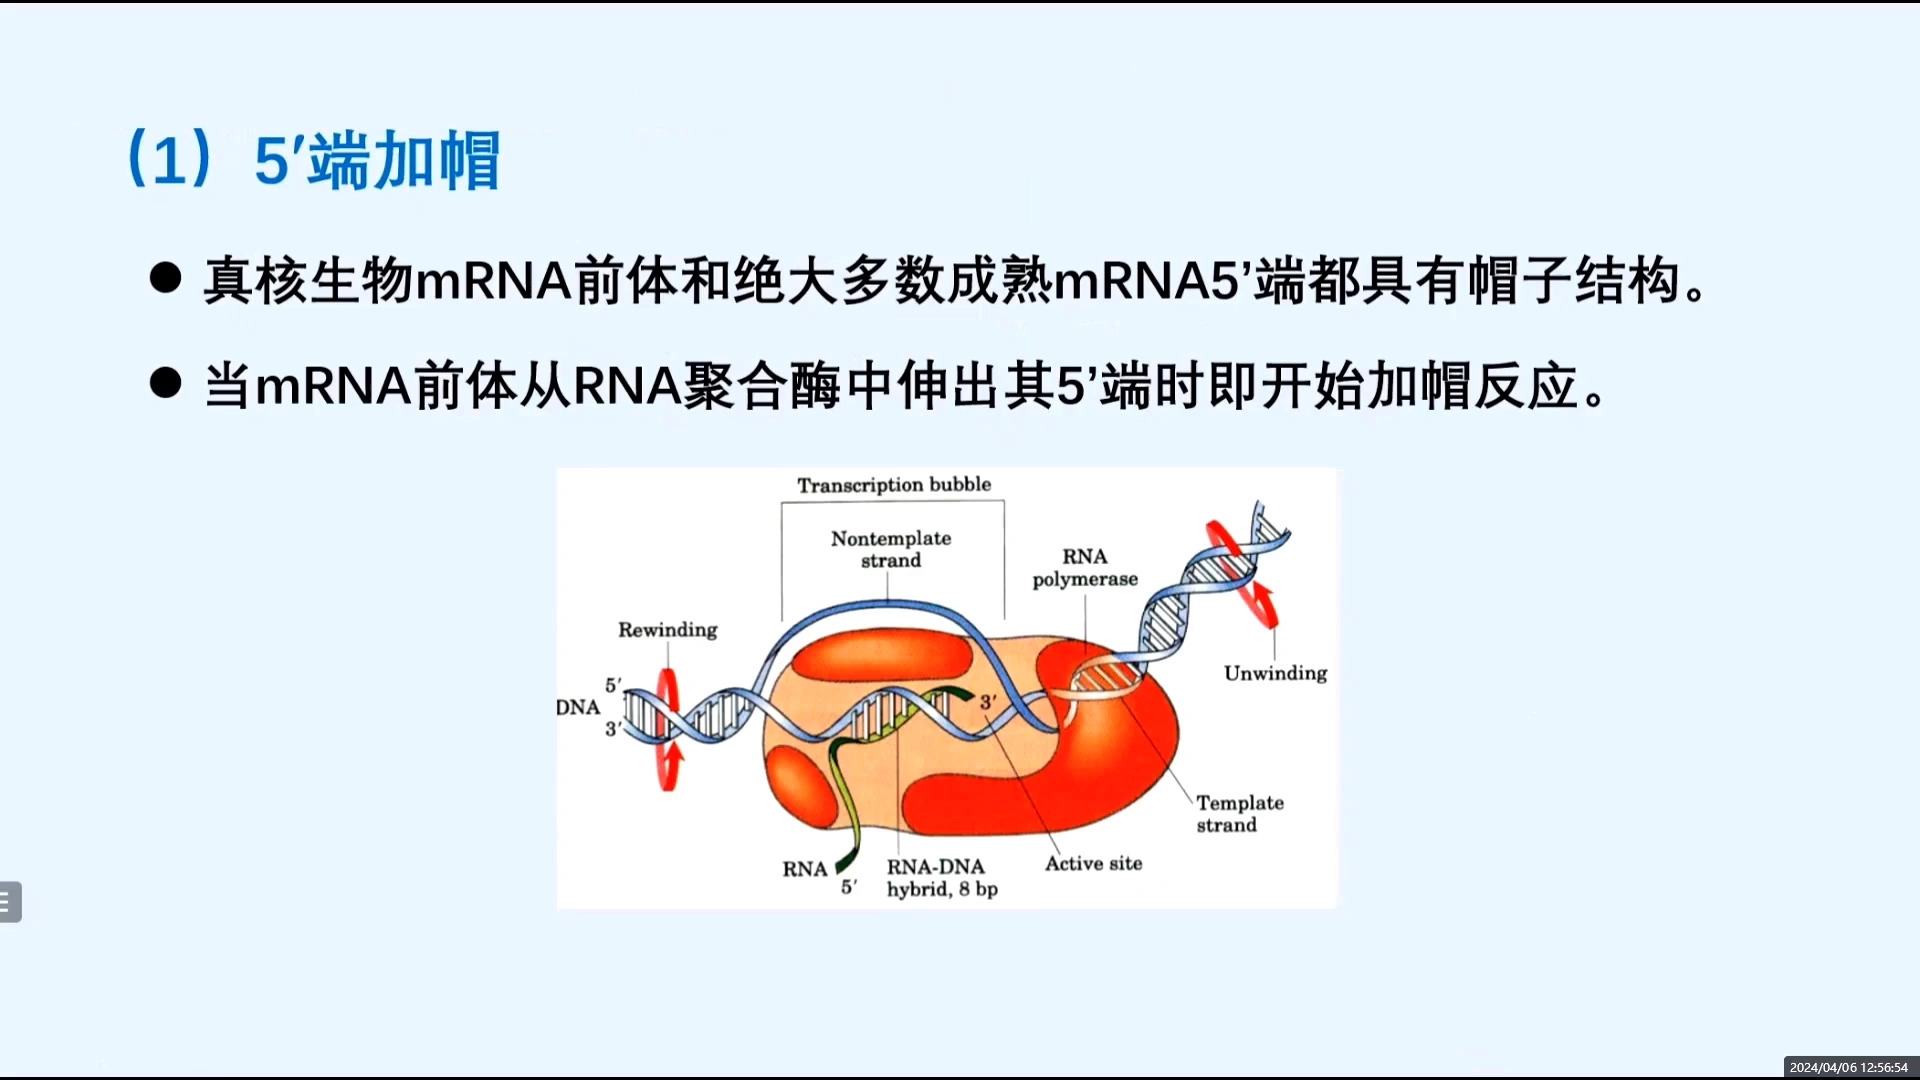 （1）5′端加帽
真核生物mRNA前体和绝大多数成熟mRNA5’端都具有帽子结构。
当mRNA前体从RNA聚合酶中伸出其5’端时即开始加帽反应。
Transcription bubble
Nontemplate
strand
RNA
polymerase
Rewinding
Unwinding
5′
DNA
3′
3′
Template
strand
RNA
5′
RNA-DNA
hybrid, 8 bp
Active site
2024/04/06 12:56:54